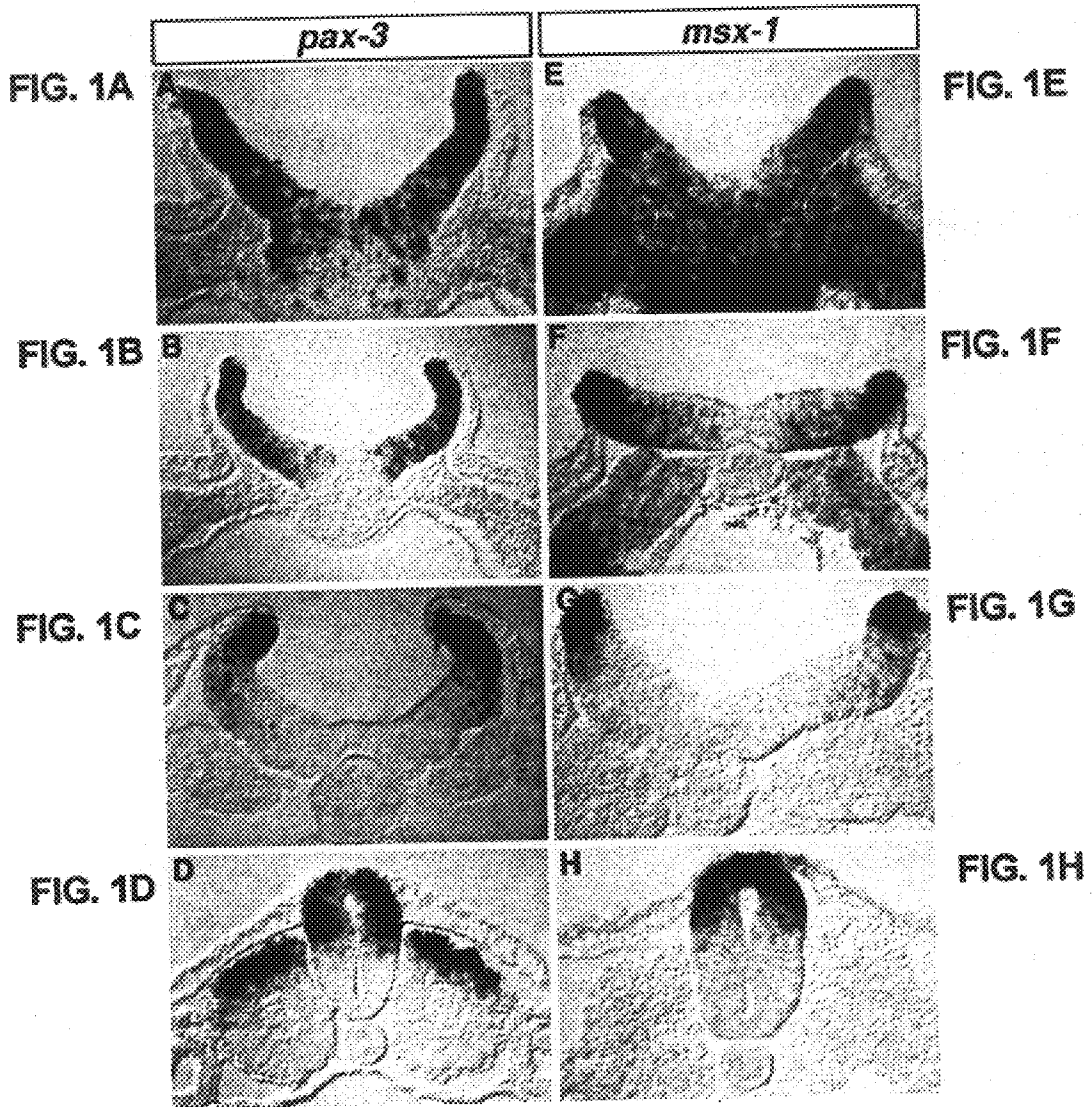 pax-3 msx-1
FIG. 1A A E FIG. 1E
FIG. 1B B F FIG. 1F
FIG. 1C C G FIG. 1G
FIG. 1D D H FIG. 1H